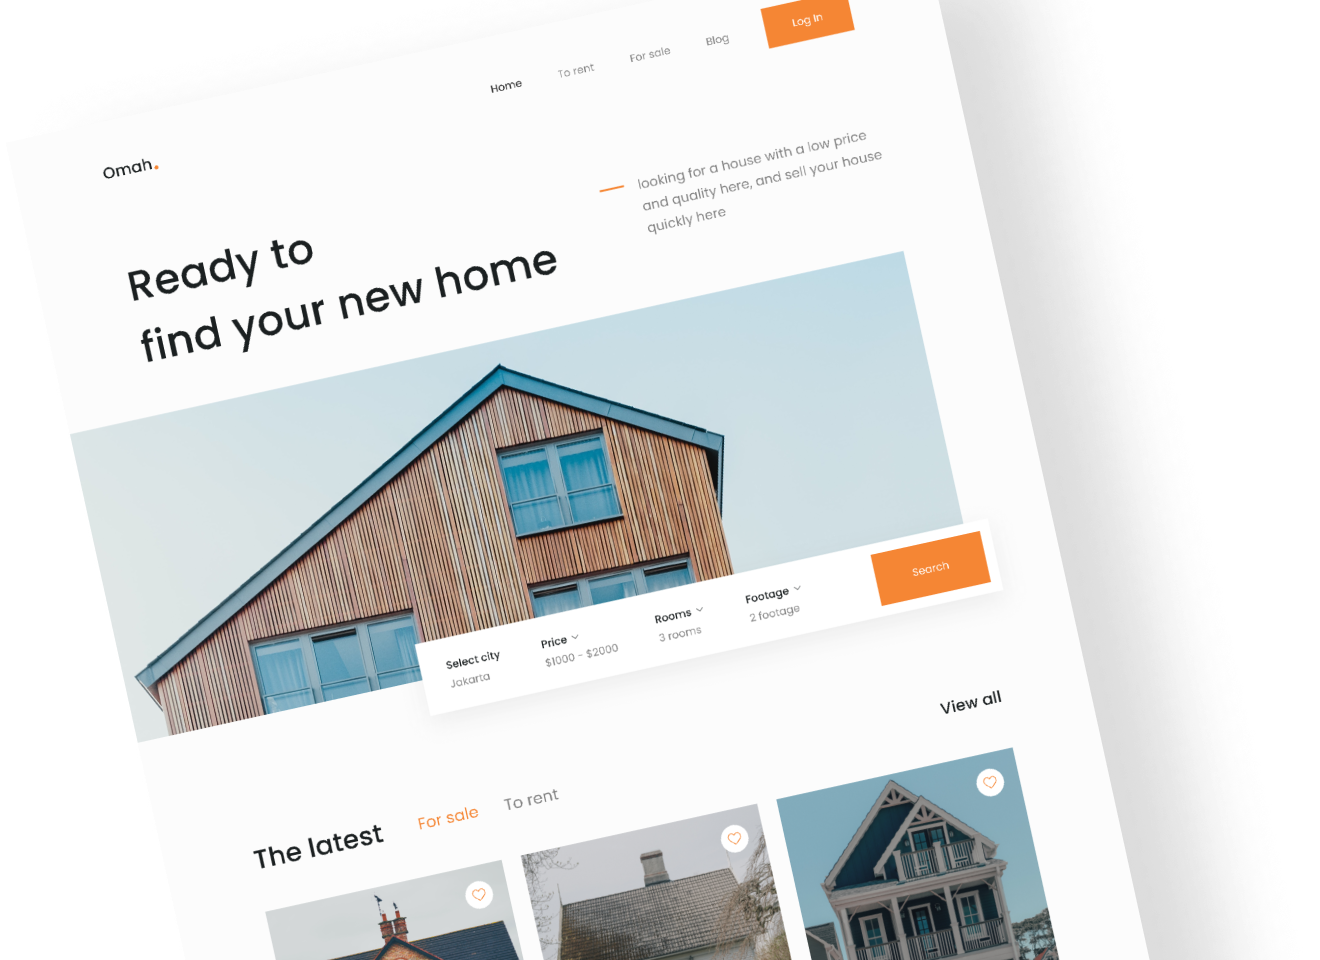 Omah.
Home
To rent
For sale
Blog
Log In
Ready to
find your new home
looking for a house with a low price
and quality here, and sell your house
quickly here
Select city
Jakarta
Price
$1000 - $2000
Rooms
3 rooms
Footage
2 footage
Search
The latest
For sale
To rent
View all